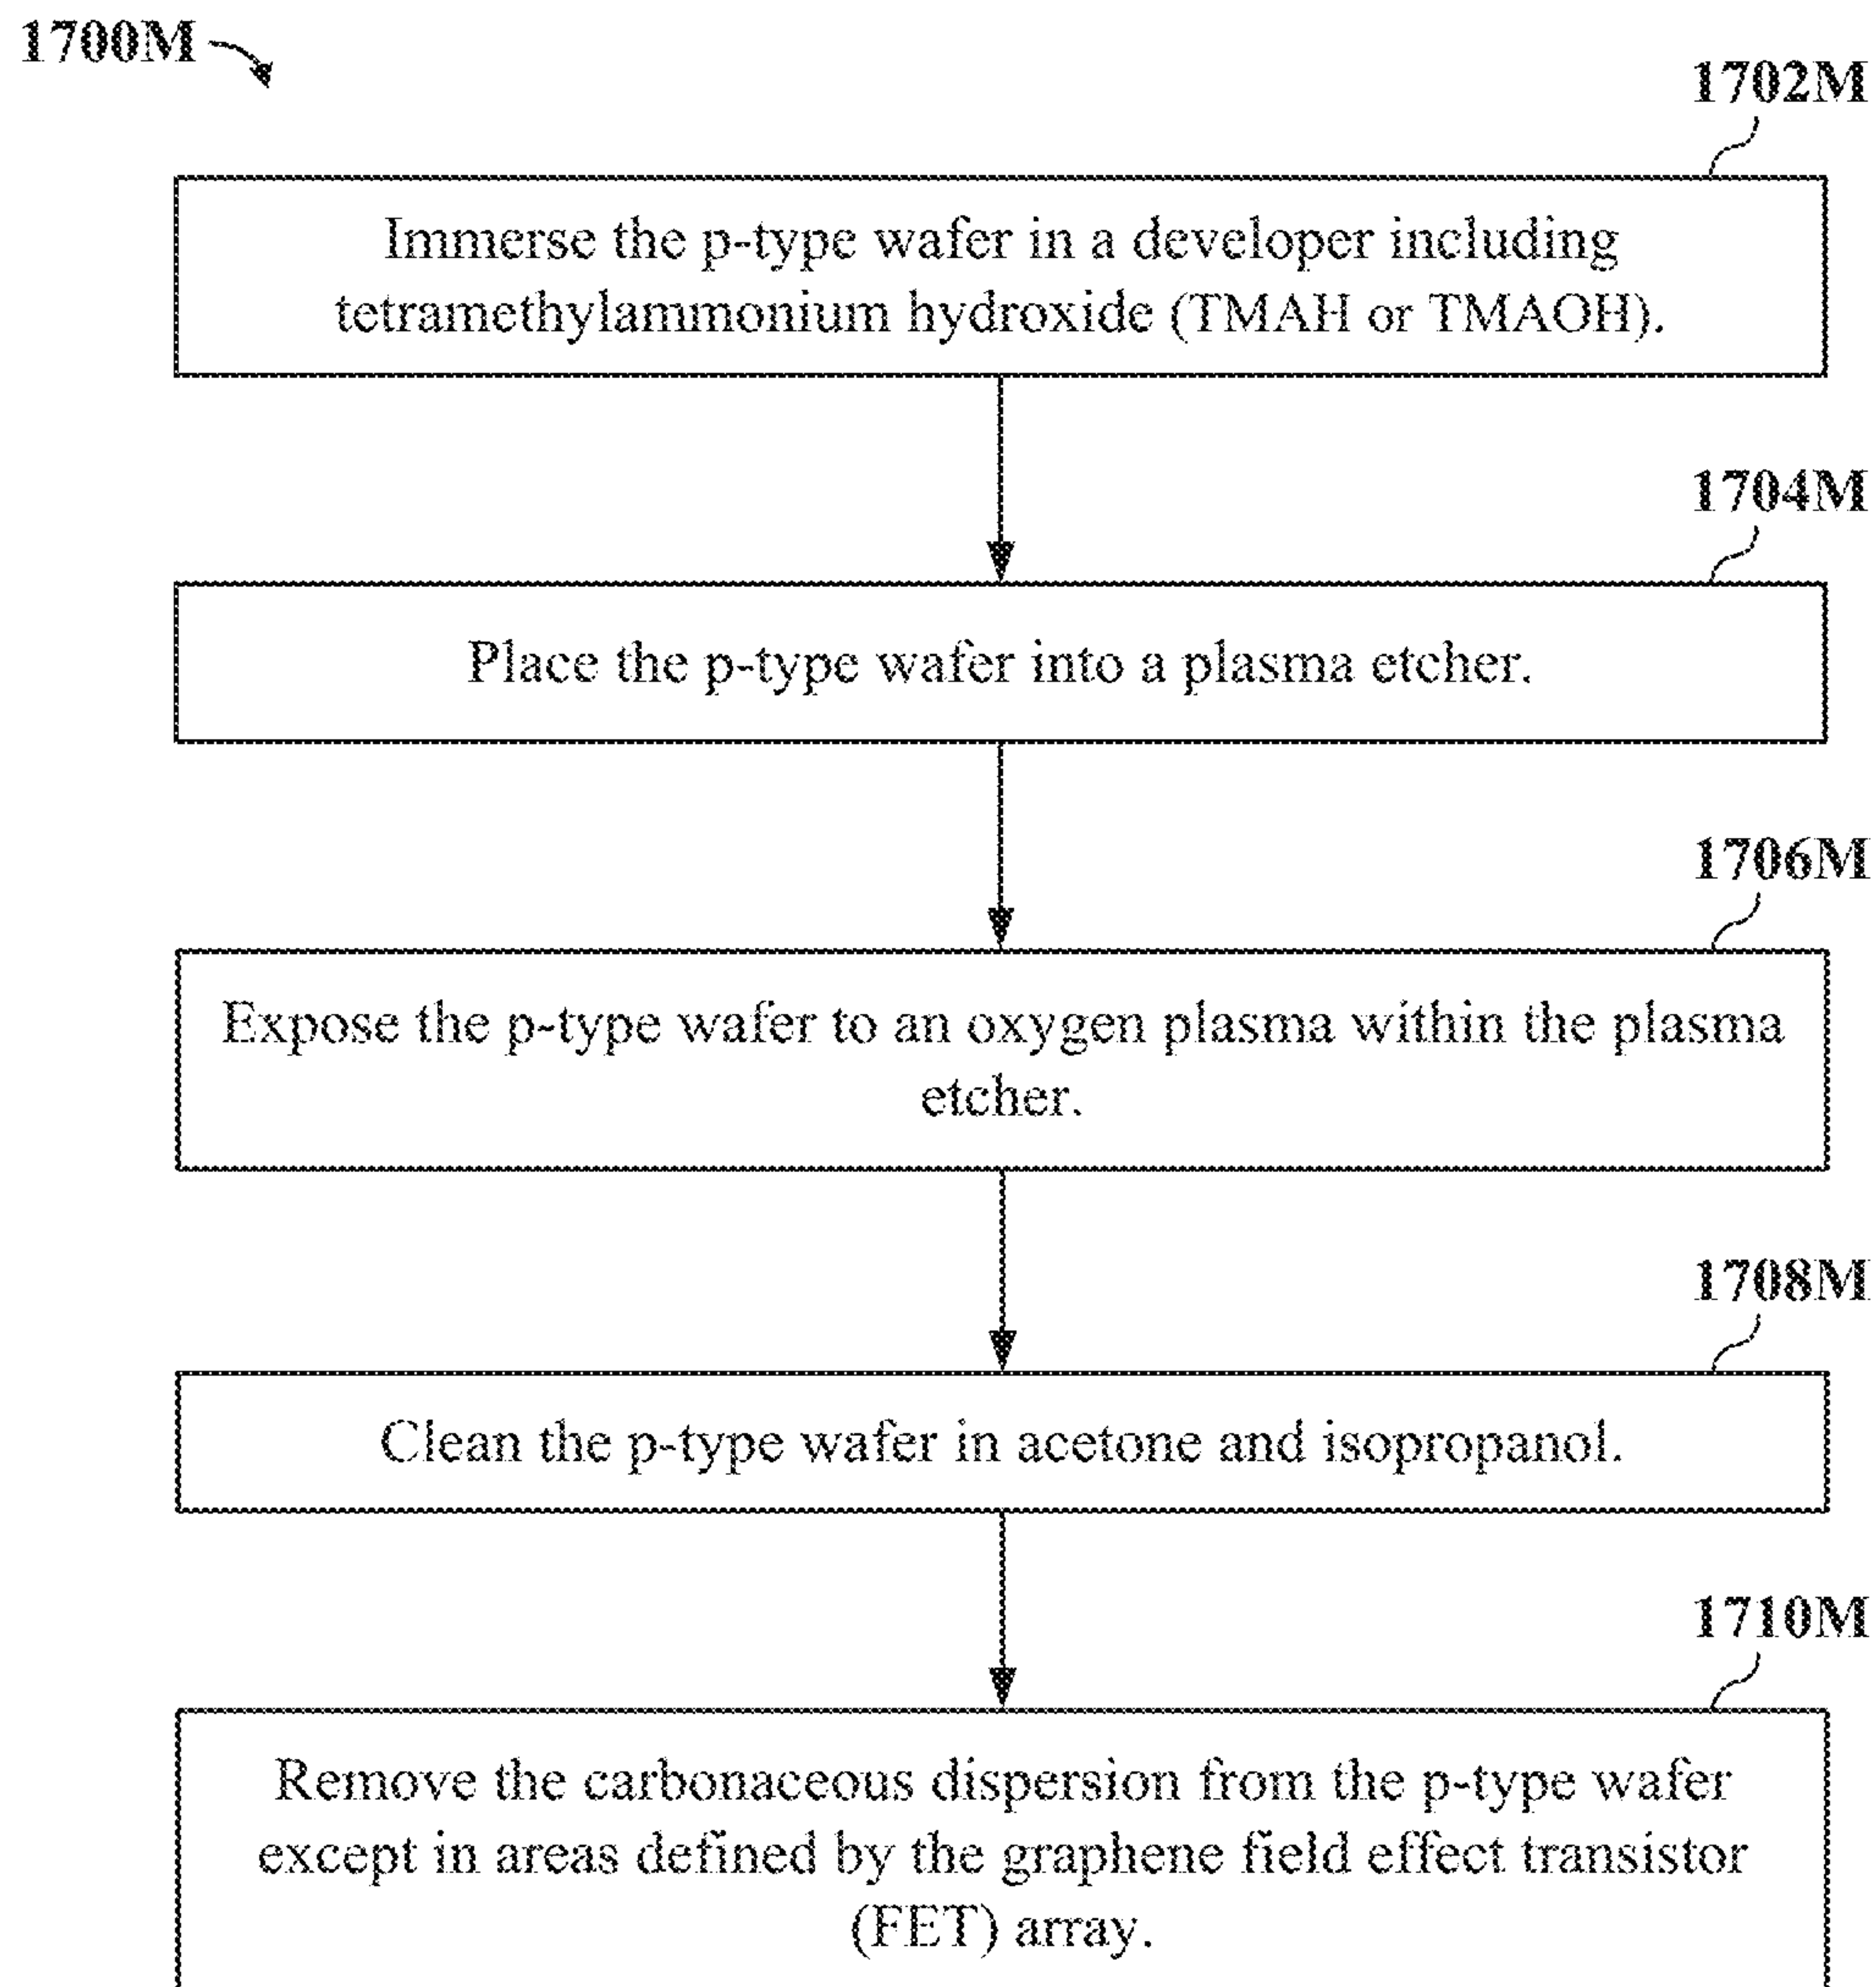 1700M
1702M
Immerse the p-type wafer in a developer including
tetramethylammonium hydroxide (TMAH or TMAOH).
1704M
Place the p-type wafer into a plasma etcher.
1706M
Expose the p-type wafer to an oxygen plasma within the plasma
etcher.
1708M
Clean the p-type wafer in acetone and isopropanol.
1710M
Remove the carbonaceous dispersion from the p-type wafer
except in areas defined by the graphene field effect transistor
(FET) array.